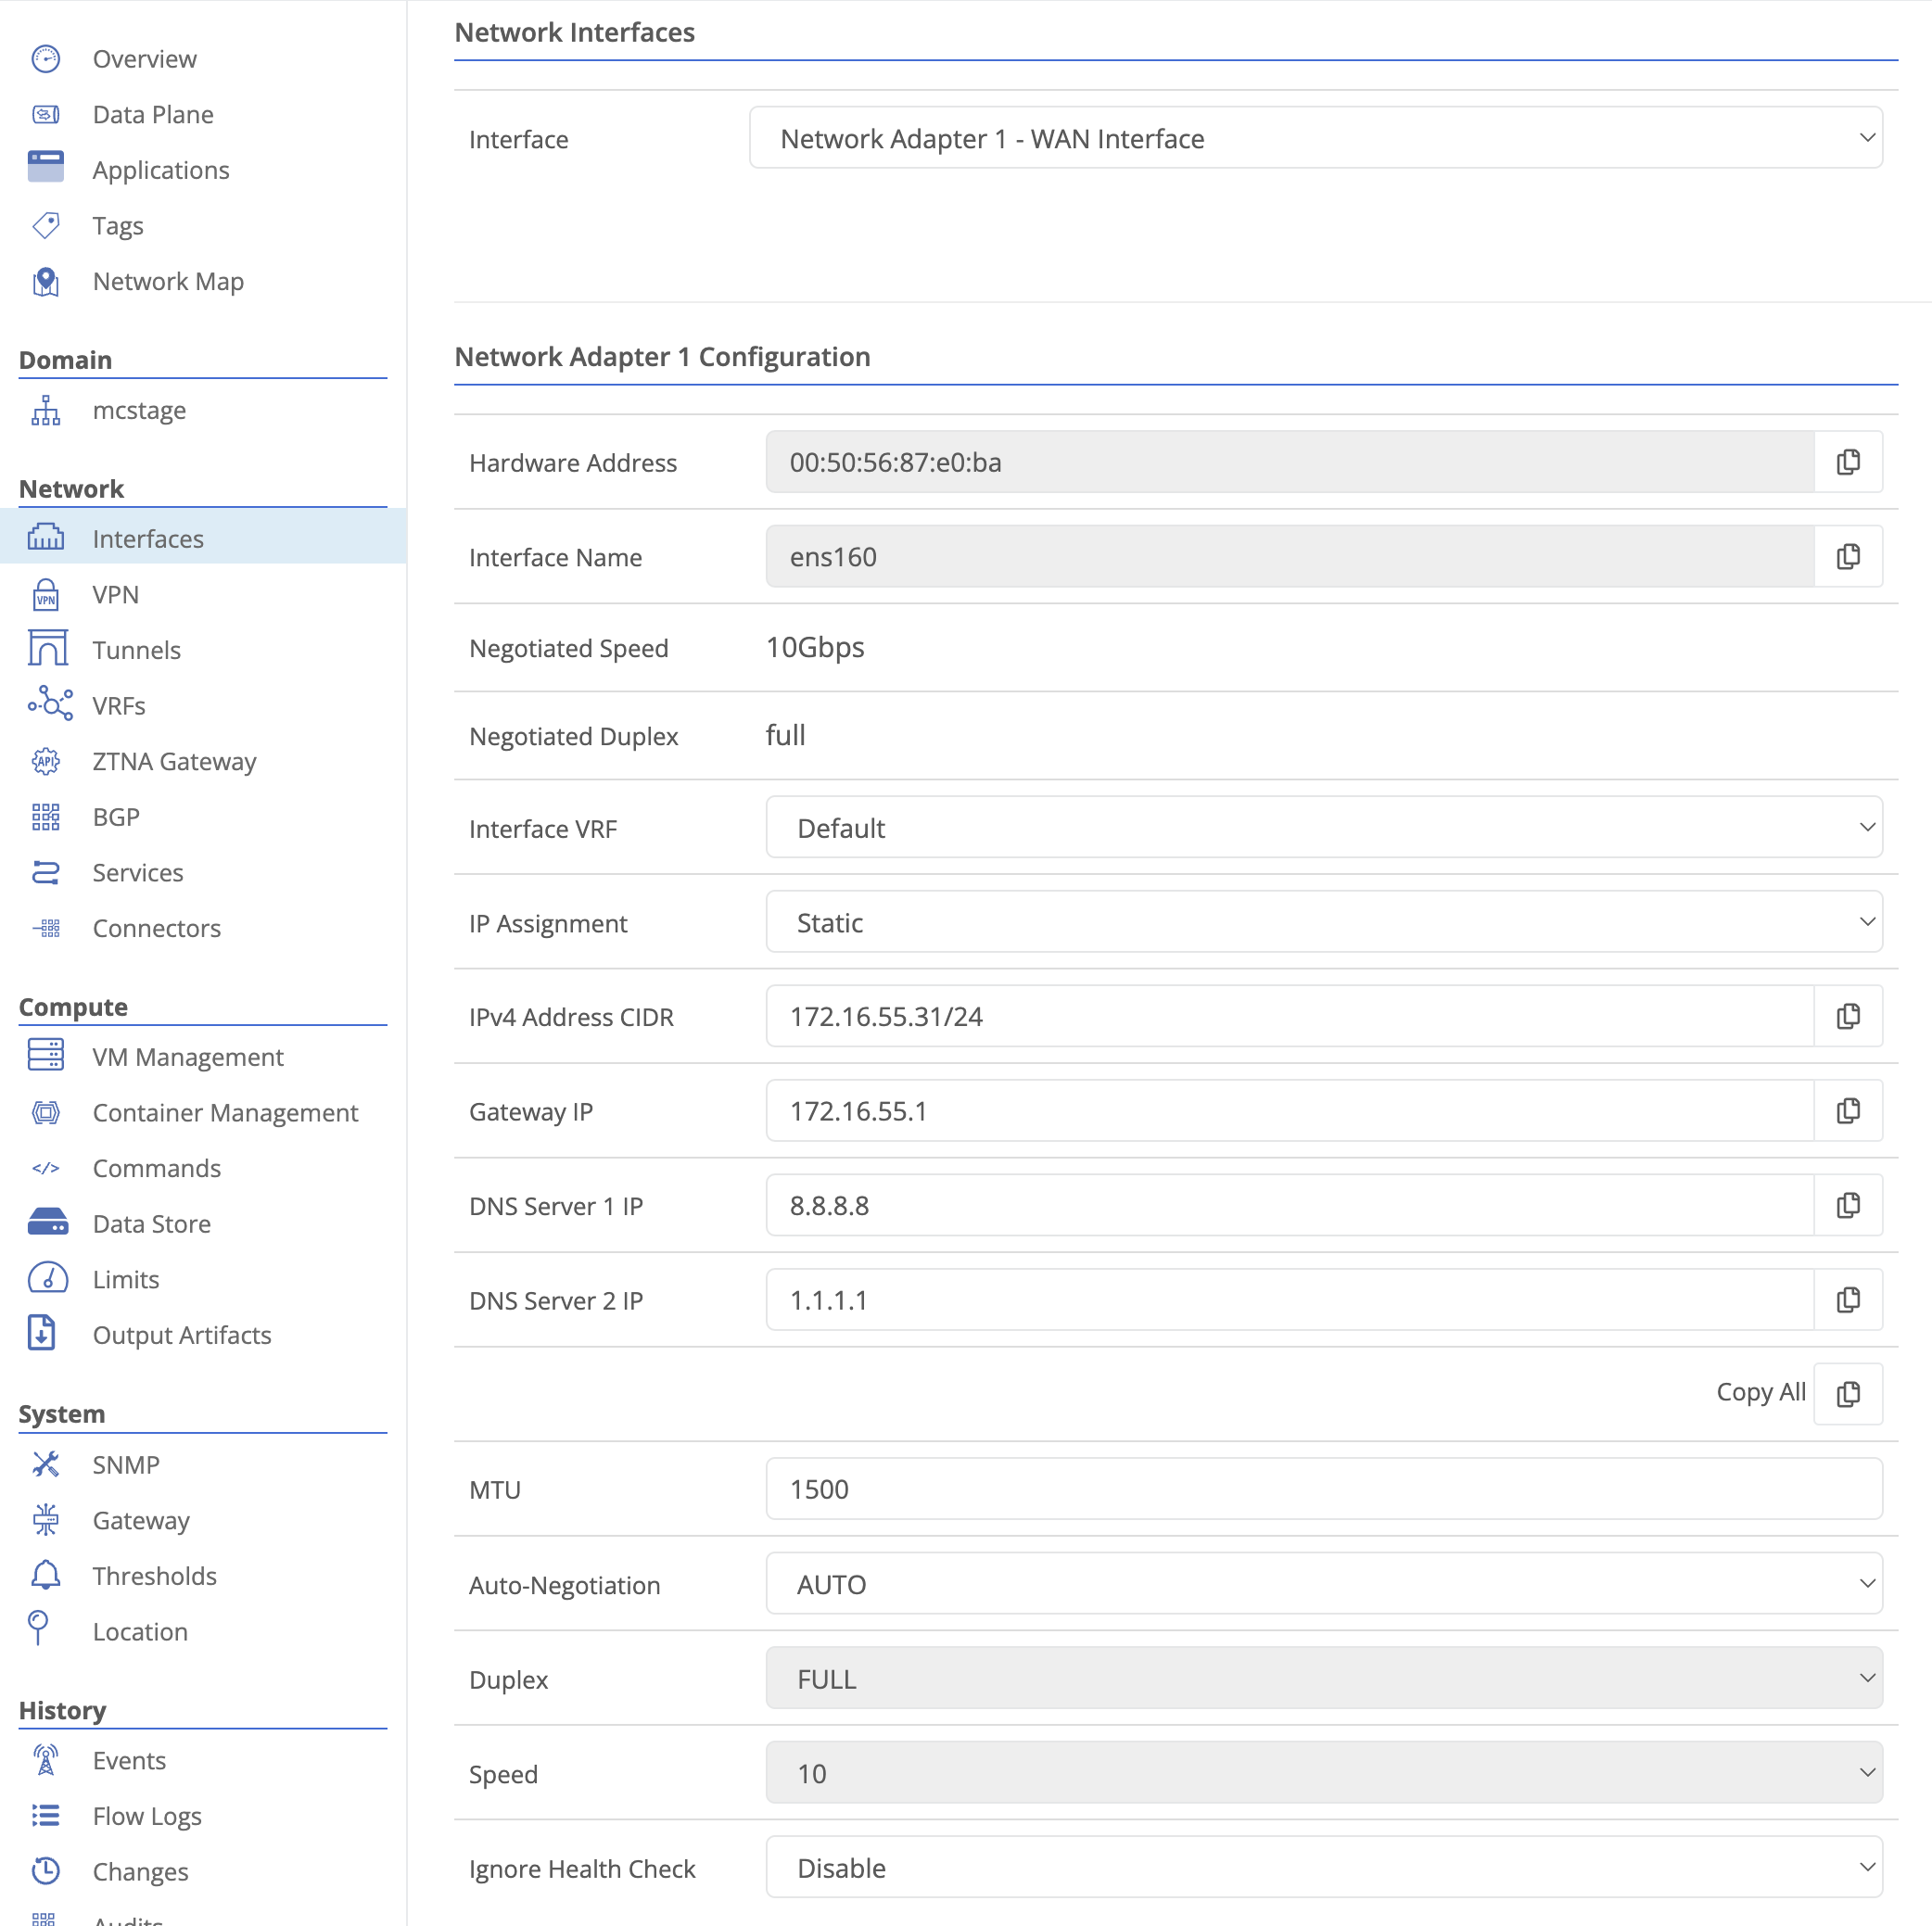 Overview
Data Plane
Applications
Tags
Network Map
Domain
mcstage
Network
Interfaces
VPN
VPN
Tunnels
VRFs
API
ZTNA Gateway
BGP
Services
Connectors
Compute
VM Management
Container Management
</>
Commands
Data Store
Limits
Output Artifacts
System
SNMP
Gateway
Thresholds
Location
History
Events
Flow Logs
Changes
Audits
Network Interfaces
Interface
Network Adapter 1 - WAN Interface
Network Adapter 1 Configuration
Hardware Address
00:50:56:87:e0:ba
Interface Name
ens160
Negotiated Speed
10Gbps
Negotiated Duplex
full
Interface VRF
Default
IP Assignment
Static
IPv4 Address CIDR
172.16.55.31/24
Gateway IP
172.16.55.1
DNS Server 1 IP
8.8.8.8
DNS Server 2 IP
1.1.1.1
Copy All
MTU
1500
Auto-Negotiation
AUTO
Duplex
FULL
Speed
10
Ignore Health Check
Disable